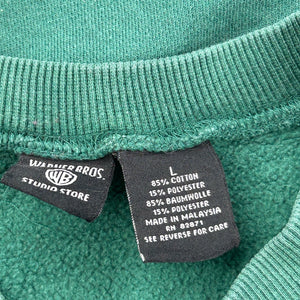 WARNER BROS.
WB
STUDIO STORE
L
85% COTTON
15% POLYESTER
85% BAUMWOLLE
15% POLYESTER
MADE IN MALAYSIA
RN 82871
SEE REVERSE FOR CARE